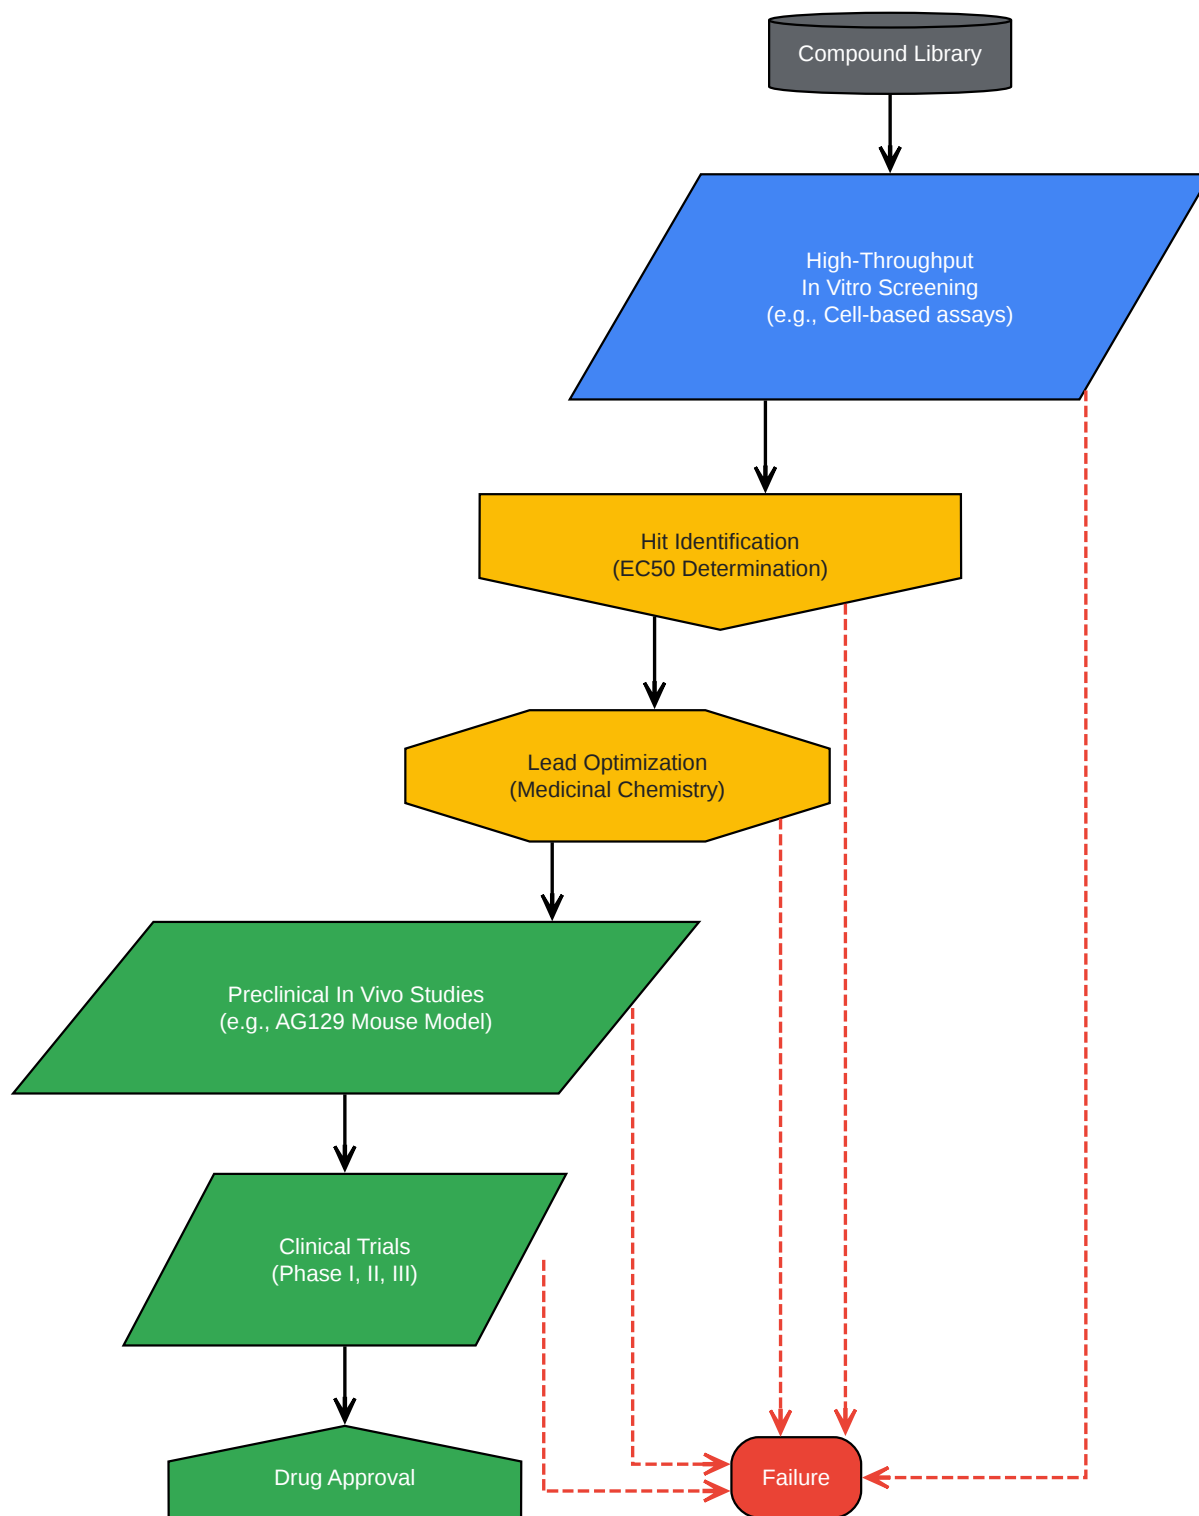 Compound Library
High-Throughput
In Vitro Screening
(e.g., Cell-based assays)
Hit Identification
(EC50 Determination)
Lead Optimization
(Medicinal Chemistry)
Preclinical In Vivo Studies
(e.g., AG129 Mouse Model)
Clinical Trials
(Phase I, II, III)
Drug Approval
Failure